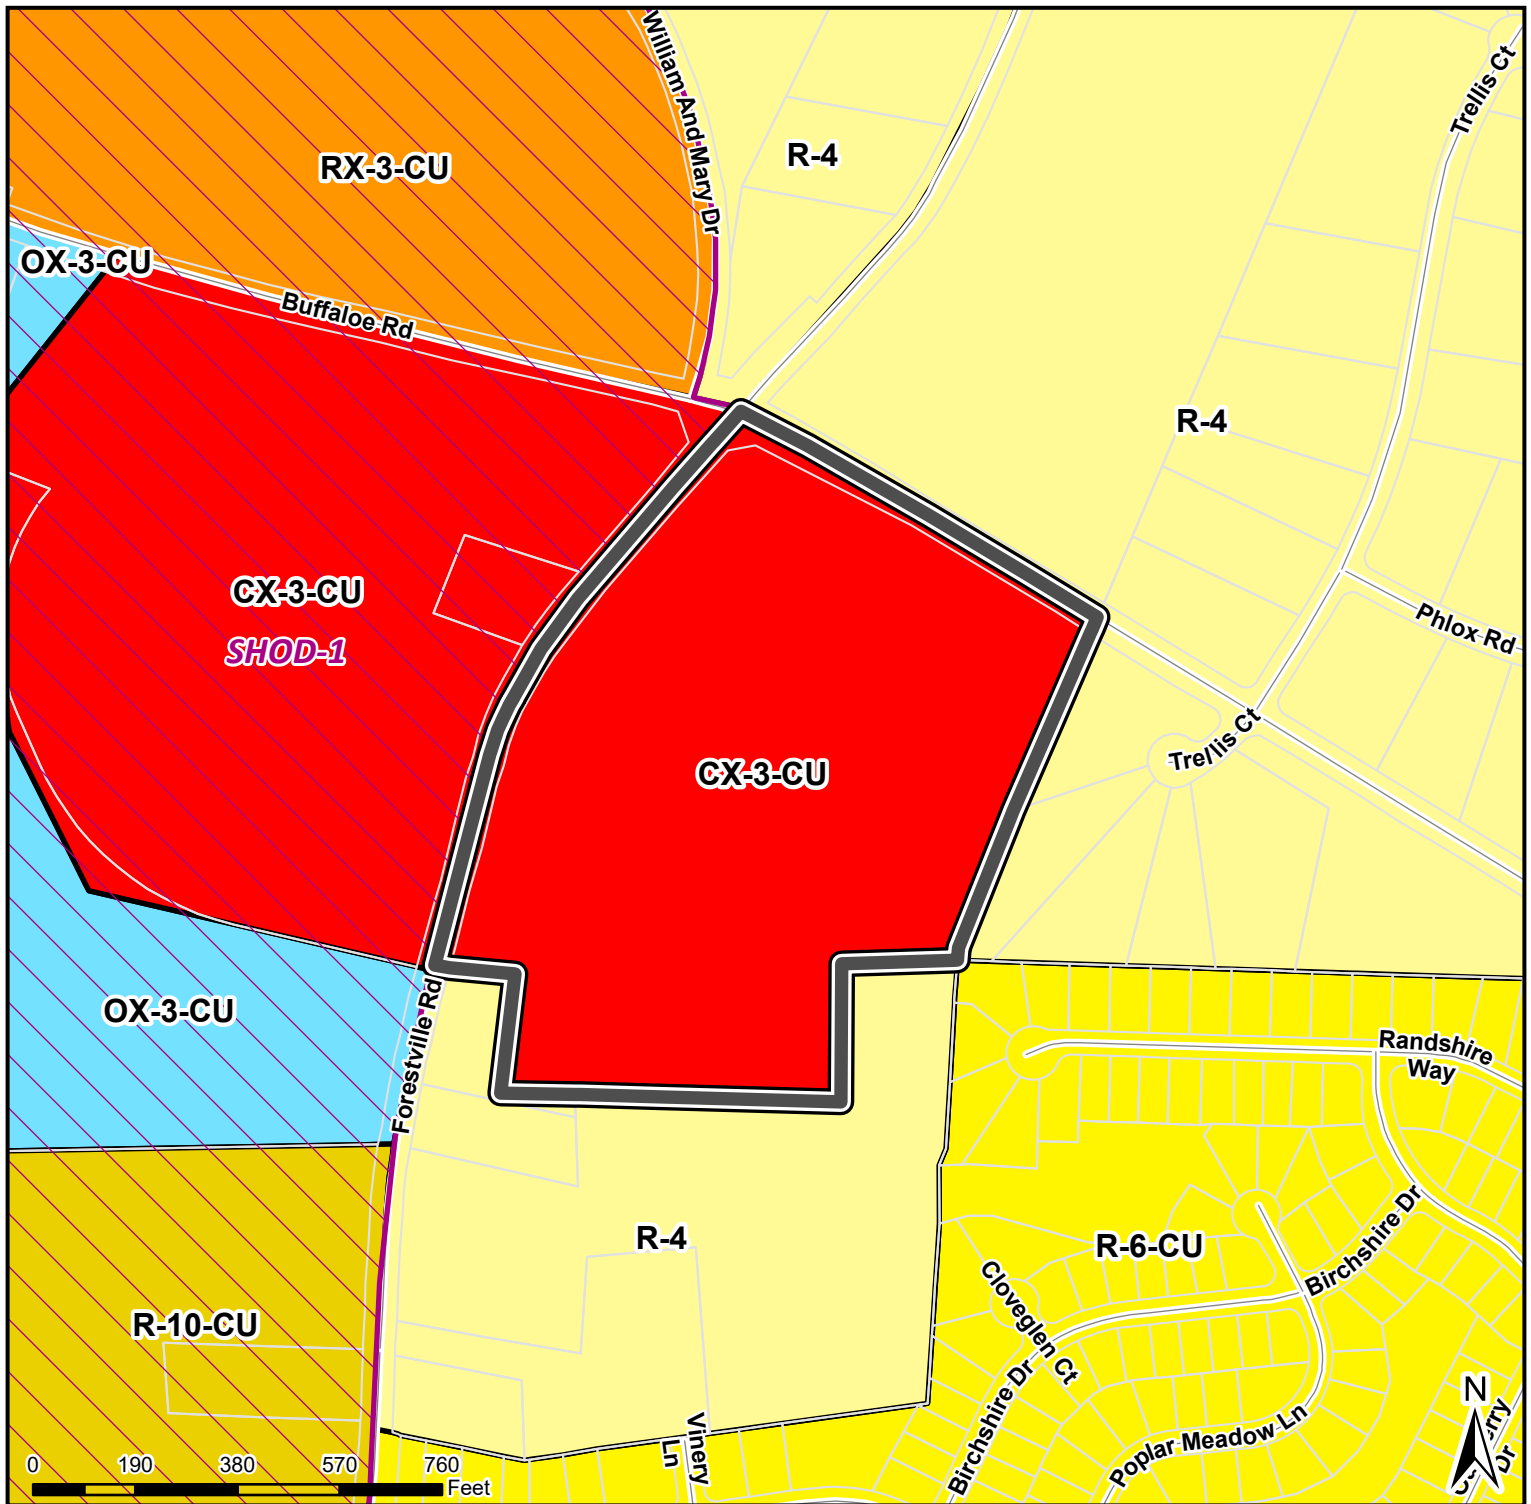 William And Mary Dr
Trellis Ct
R-4
RX-3-CU
OX-3-CU
Buffaloe Rd
R-4
CX-3-CU
SHOD-1
Phlox Rd
Trellis Ct
CX-3-CU
OX-3-CU
Forestville Rd
Randshire
Way
R-4
R-6-CU
Birchshire Dr
Cloveglen Ct
R-10-CU
Birchshire Dr
Poplar Meadow Ln
Vinery
Ln
N
Dr
0 190 380 570 760
Feet